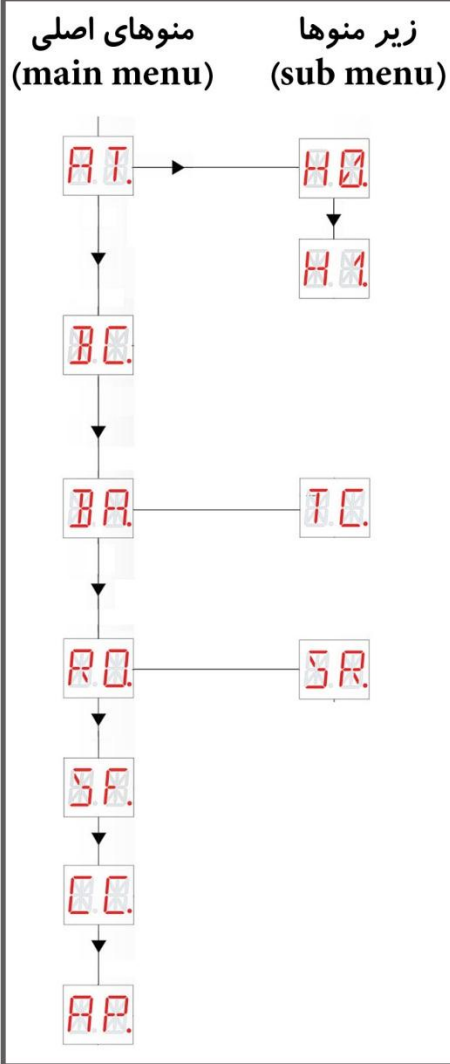 منوهای اصلی زیر منوها
(main menu) (sub menu)
AT. H0.
H1.
BC.
BA. TC.
RO. SR.
SF.
CC.
AP.